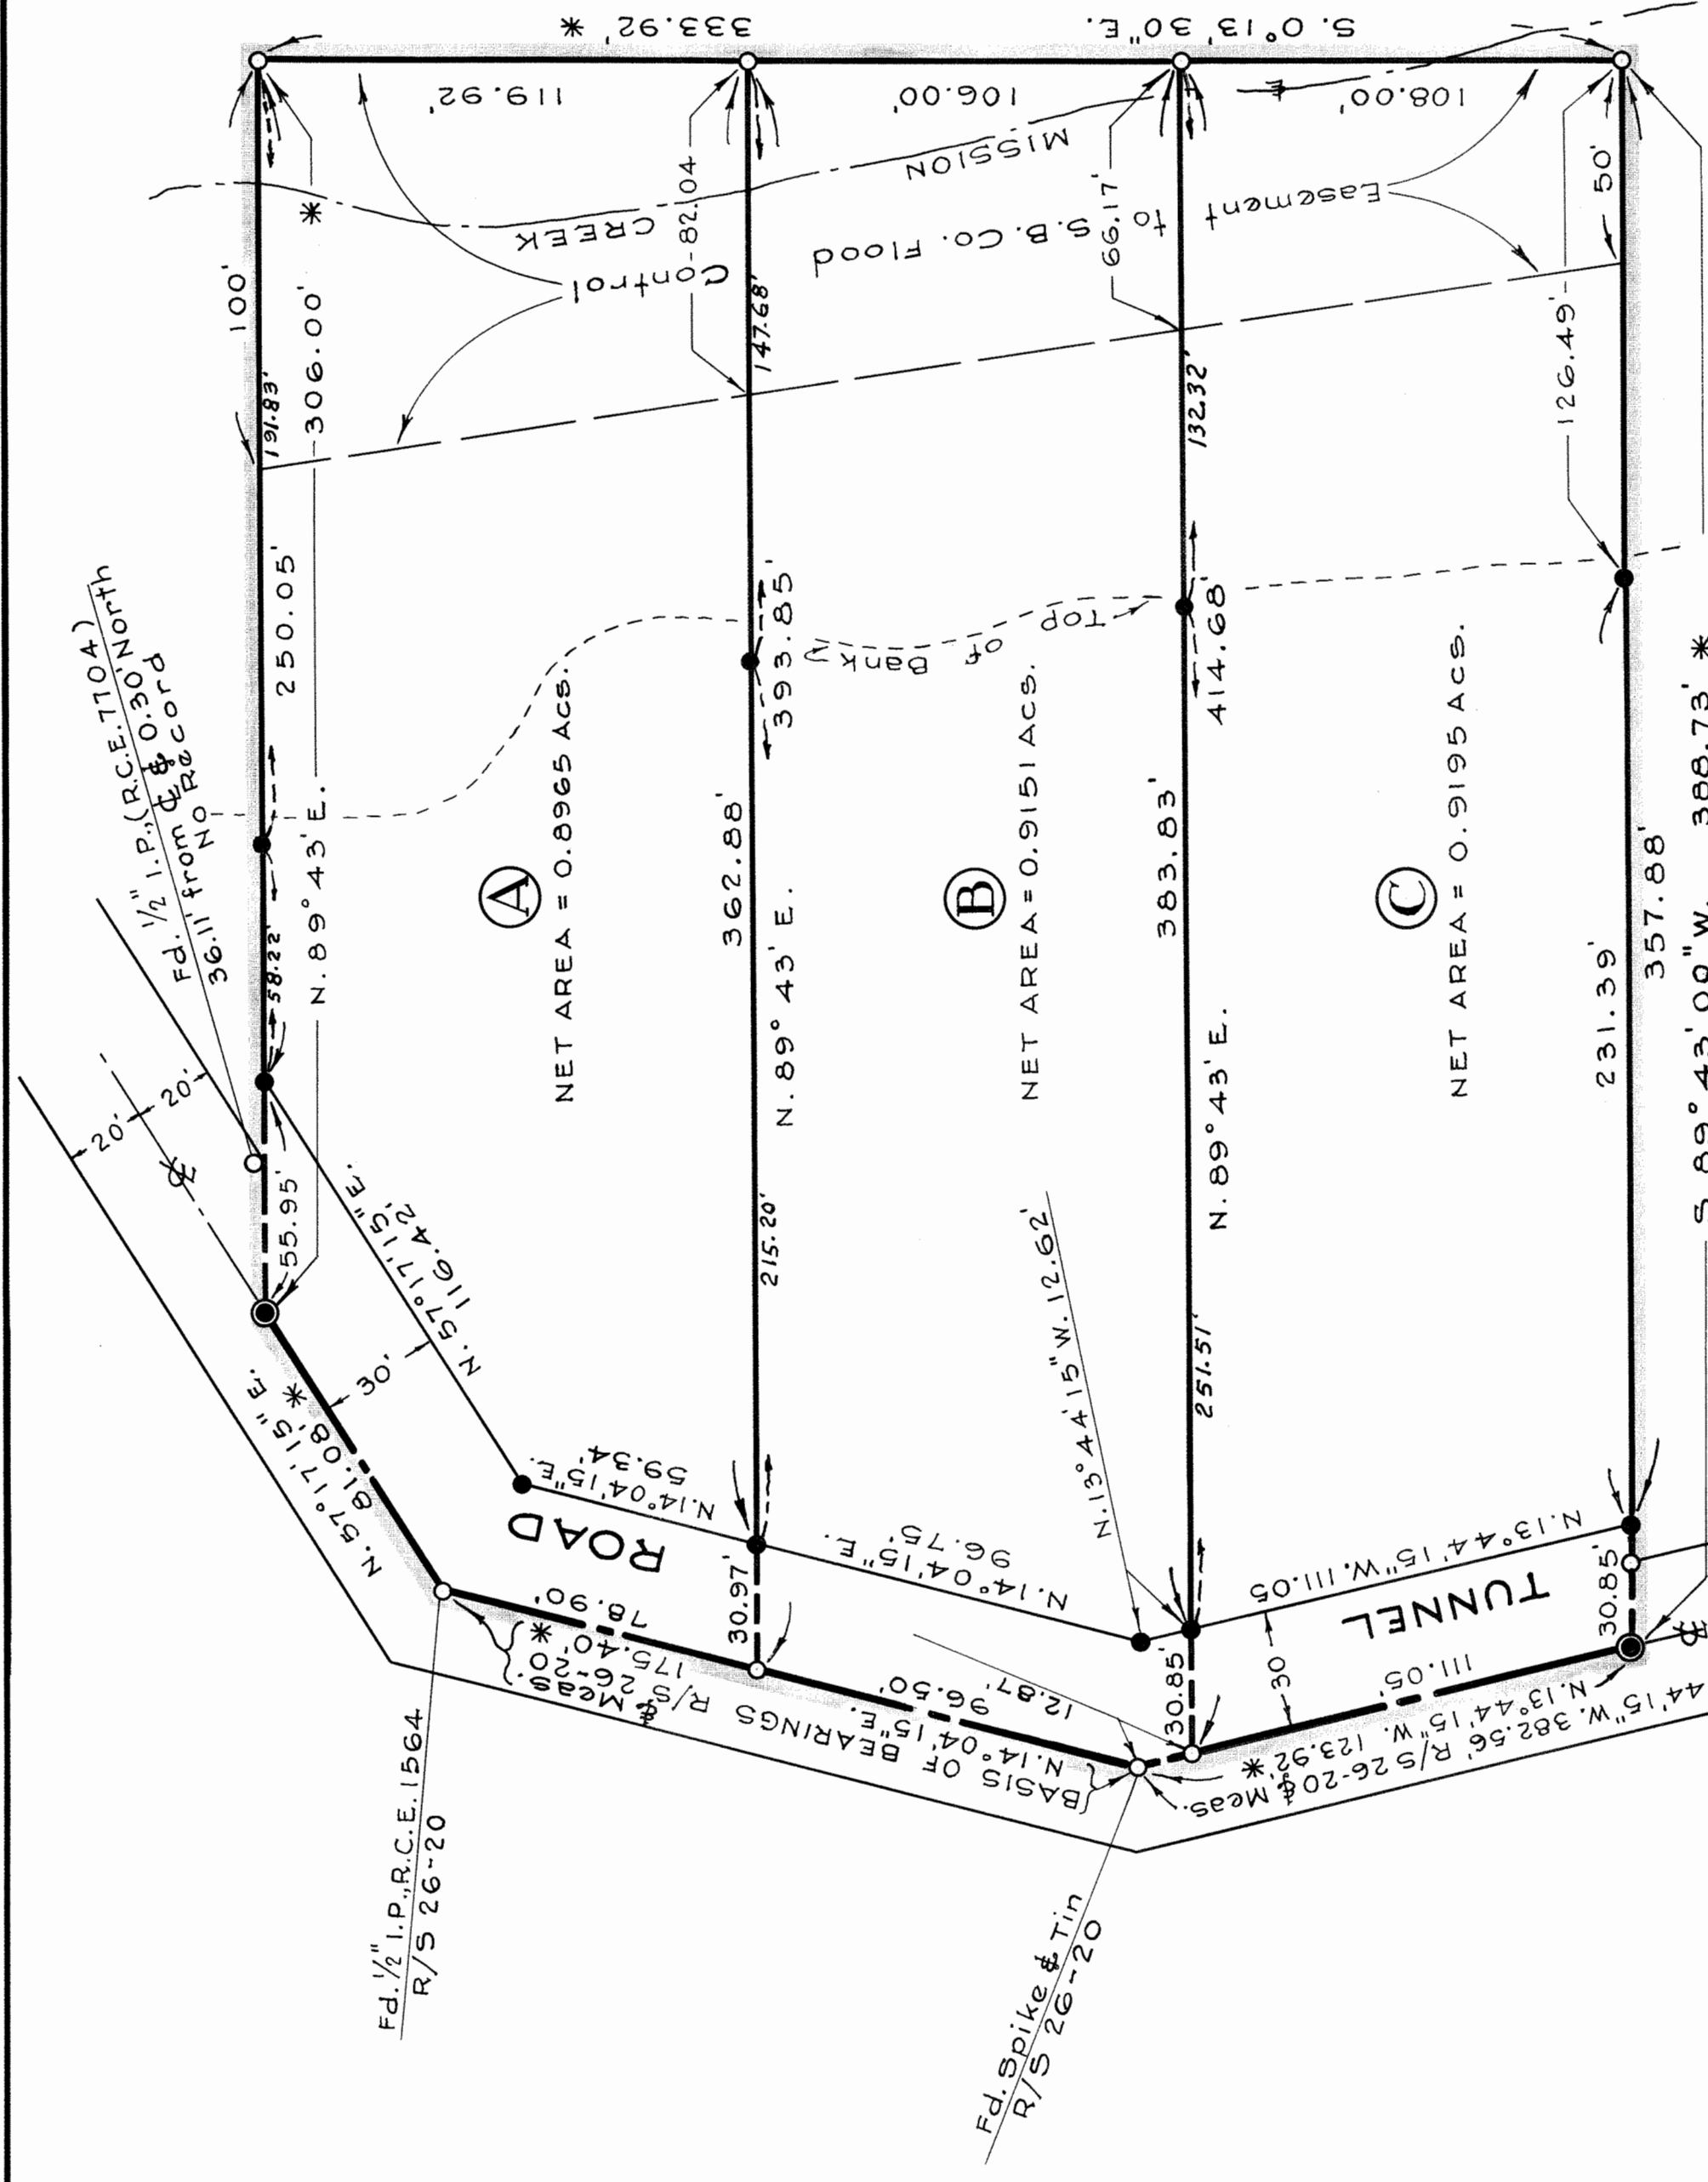 S. 0°13'30"E.
333.92' *
119.92'
106.00'
108.00'
MISSION
CREEK
Easement to S.B. Co. Flood Control
100'
50'
82.04
66.17'
126.49'
191.83'
147.68'
132.32'
306.00' *
250.05'
N. 89° 43' E.
58.22'
55.95'
Fd. 1/2" I.P., (R.C.E. 7704)
36.11' from ℄ & 0.30' North
No Record
20'
20'
℄
Top of Bank
A
NET AREA = 0.8965 Acs.
362.88'
393.85'
N. 89° 43' E.
215.20'
30.97'
B
NET AREA = 0.9151 Acs.
383.83'
414.68'
N. 89° 43' E.
251.51'
30.85'
C
NET AREA = 0.9195 Acs.
231.39'
357.88'
30.85'
S. 89° 43' 00" W. 388.73' *
N. 57° 17' 15" E.
116.42'
30'
N. 57° 17' 15" E.
81.08' *
N. 14° 04' 15" E.
59.34'
N. 14° 04' 15" E.
96.75'
N. 13° 44' 15" W. 12.62'
N. 13° 44' 15" W. 111.05
TUNNEL
ROAD
78.90'
175.40' *
R/S 26-20
& Meas.
BASIS OF BEARINGS
N. 14° 04' 15" E.
96.50'
12.87'
30
111.05'
N. 13° 44' 15" W. 123.92' *
44' 15" W. 382.56' R/S 26-20 & Meas.
℄
Fd. 1/2" I.P., R.C.E. 1564
R/S 26-20
Fd. Spike & Tin
R/S 26-20